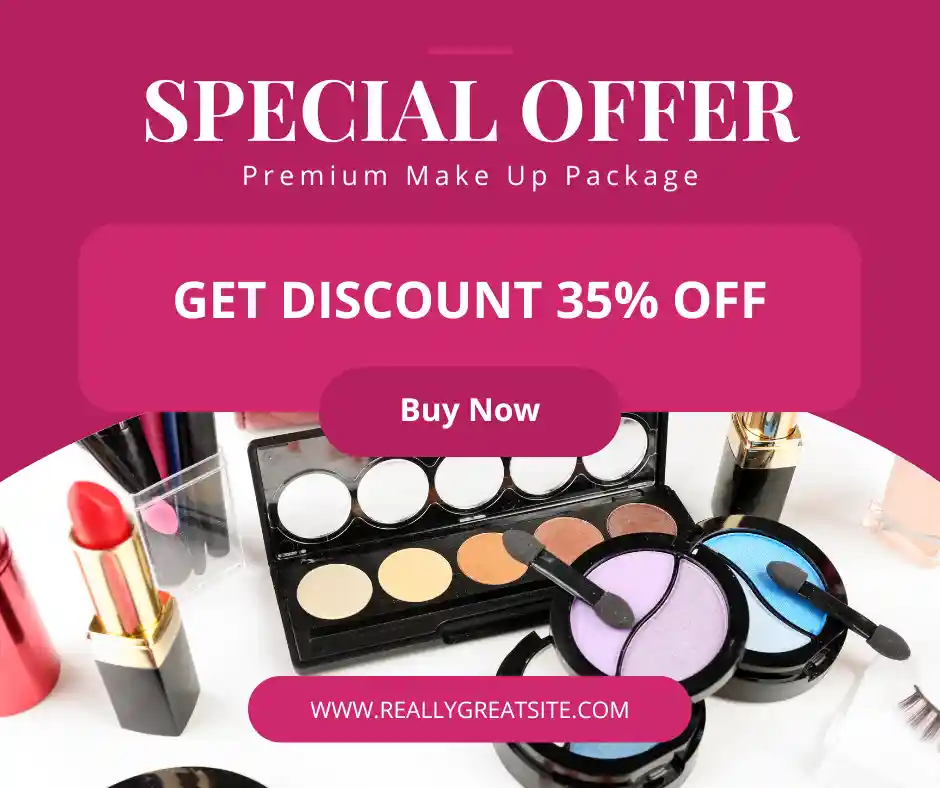 SPECIAL OFFER
Premium Make Up Package
GET DISCOUNT 35% OFF
Buy Now
WWW.REALLYGREATSITE.COM